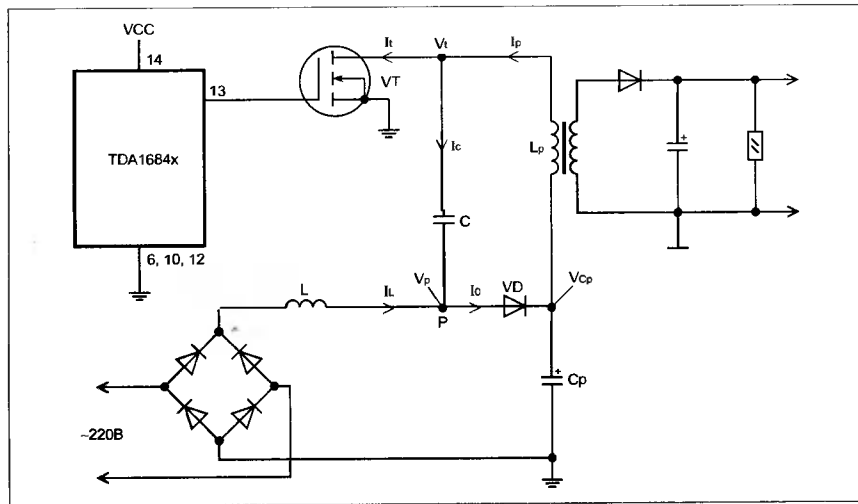 VCC
14
It
Vt
Ip
VT
13
TDA1684x
Ic
Lp
C
6, 10, 12
L
IL
Vp
P
I0
VD
VCp
Cp
~220В
+
+